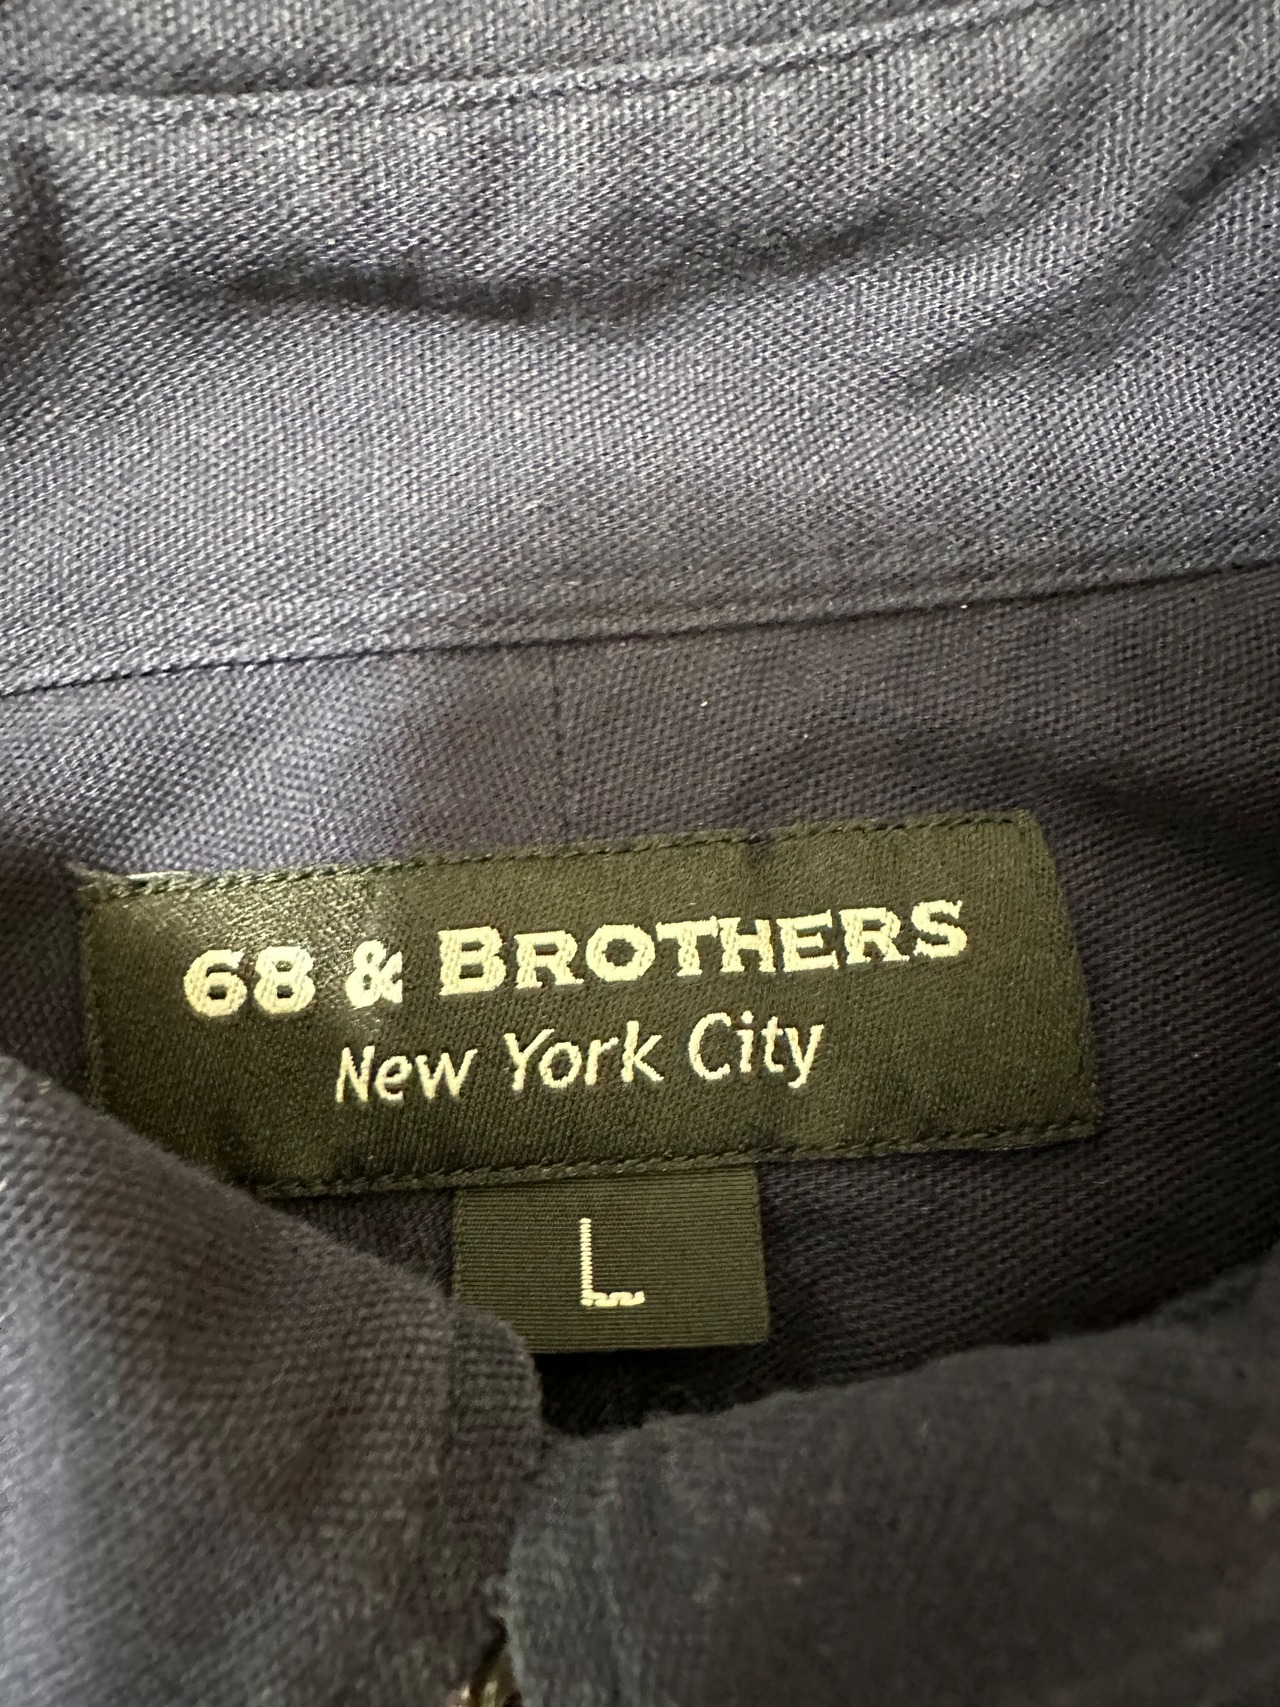 68 & BROTHERS
New York City
L